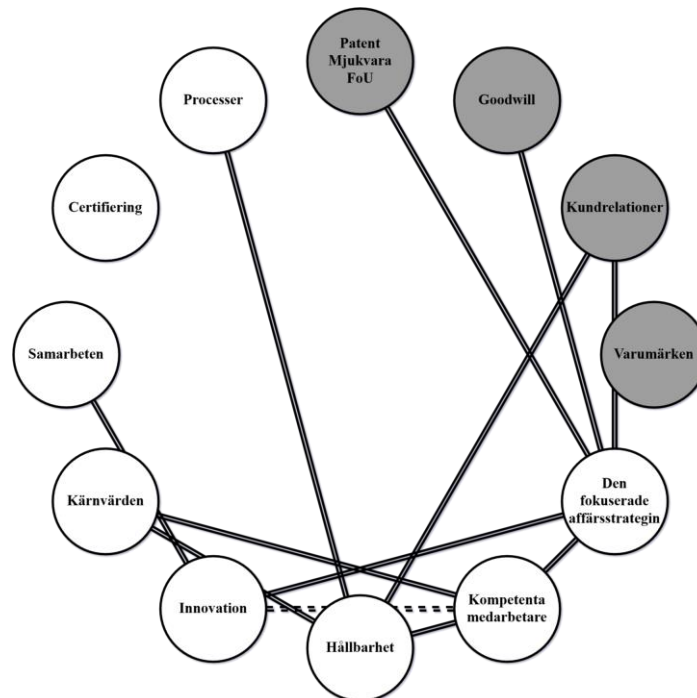 Patent
Mjukvara
FoU
Processer
Goodwill
Certifiering
Kundrelationer
Samarbeten
Varumärken
Kärnvärden
Den
fokuserade
affärsstrategin
Innovation
Kompetenta
medarbetare
Hållbarhet